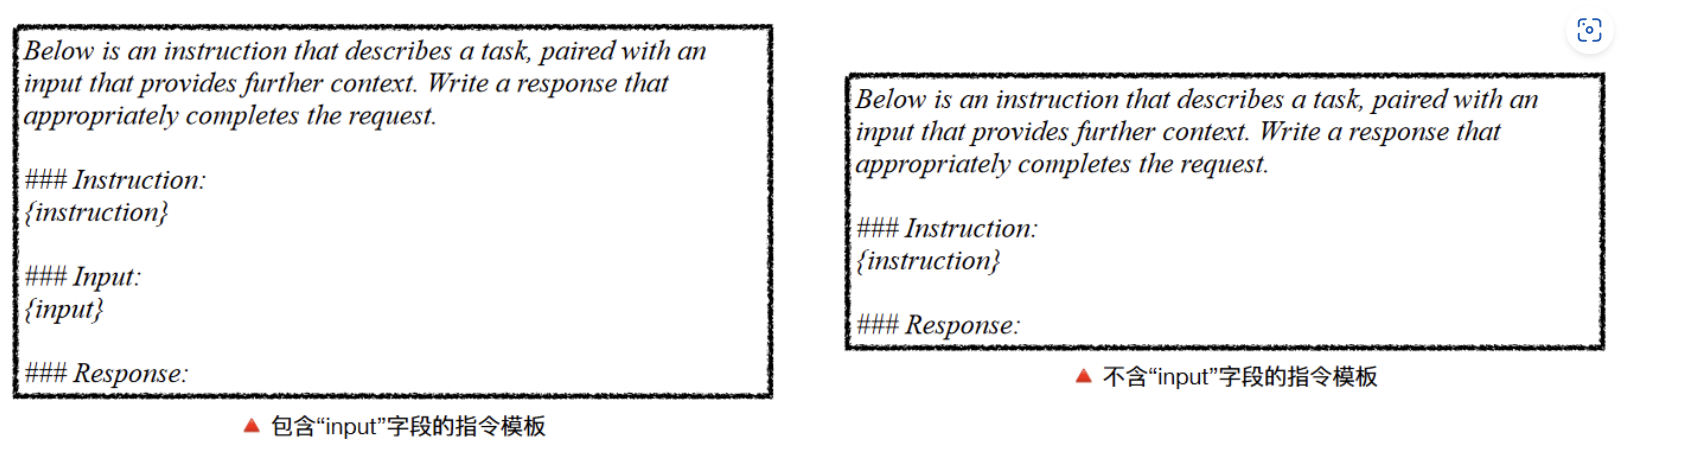 Below is an instruction that describes a task, paired with an
input that provides further context. Write a response that
appropriately completes the request.
### Instruction:
{instruction}
### Input:
{input}
### Response:
🔺 包含“input”字段的指令模板
Below is an instruction that describes a task, paired with an
input that provides further context. Write a response that
appropriately completes the request.
### Instruction:
{instruction}
### Response:
🔺 不含“input”字段的指令模板